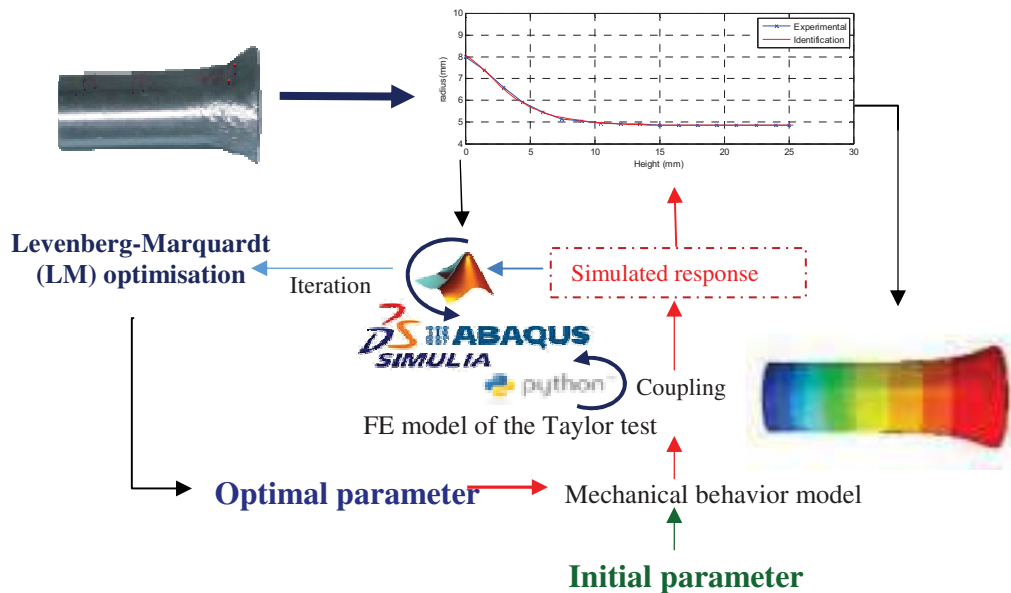 10
9
8
7
6
5
4
radius(mm)
Experimental
Identification
0
5
10
15
20
25
30
Height (mm)
Levenberg-Marquardt
(LM) optimisation
Iteration
Simulated response
DS ABAQUS
SIMULIA
python™
Coupling
FE model of the Taylor test
Optimal parameter
Mechanical behavior model
Initial parameter